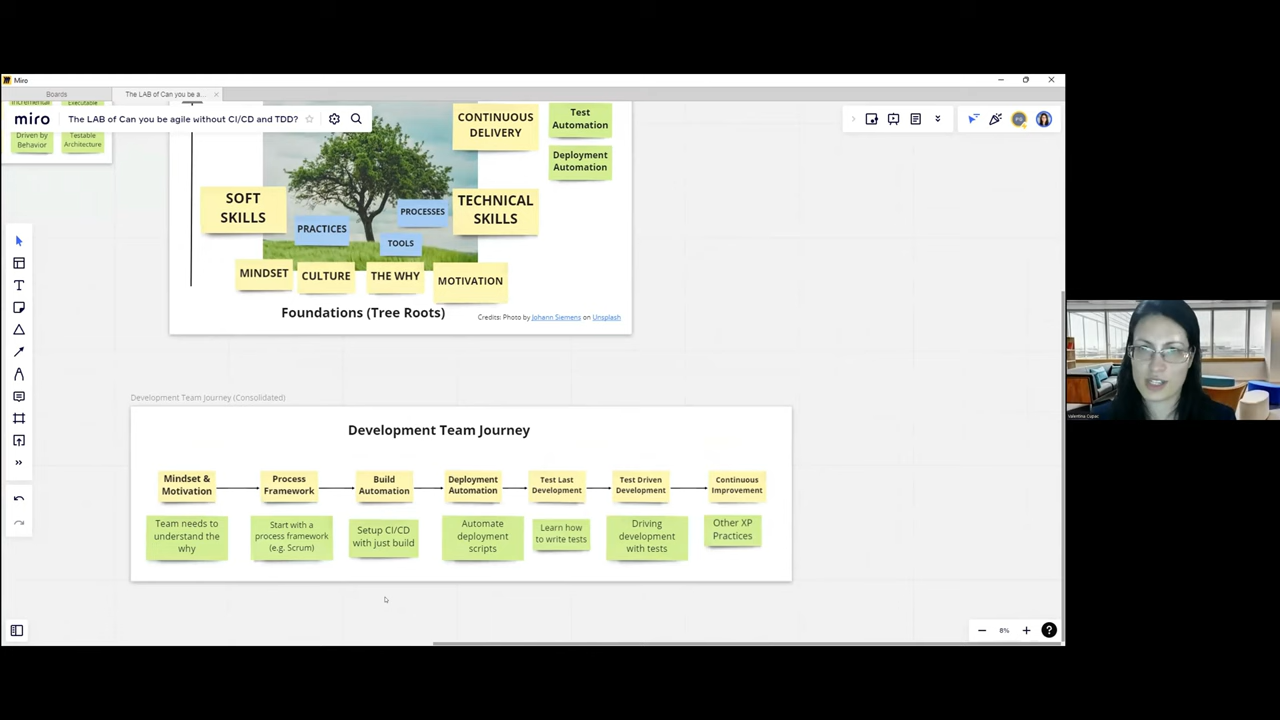 Miro
Boards
The LAB of Can you be a...
Incremental
Executable
miro
The LAB of Can you be agile without CI/CD and TDD?
Driven by
Behavior
Testable
Architecture
CONTINUOUS
DELIVERY
Test
Automation
Deployment
Automation
SOFT
SKILLS
PRACTICES
PROCESSES
TOOLS
TECHNICAL
SKILLS
MINDSET
CULTURE
THE WHY
MOTIVATION
Foundations (Tree Roots)
Credits: Photo by Johann Siemens on Unsplash
Development Team Journey (Consolidated)
Development Team Journey
Mindset &
Motivation
Process
Framework
Build
Automation
Deployment
Automation
Test Last
Development
Test Driven
Development
Continuous
Improvement
Team needs to
understand the
why
Start with a
process framework
(e.g. Scrum)
Setup CI/CD
with just build
Automate
deployment
scripts
Learn how
to write tests
Driving
development
with tests
Other XP
Practices
8%
Valentina Cupac